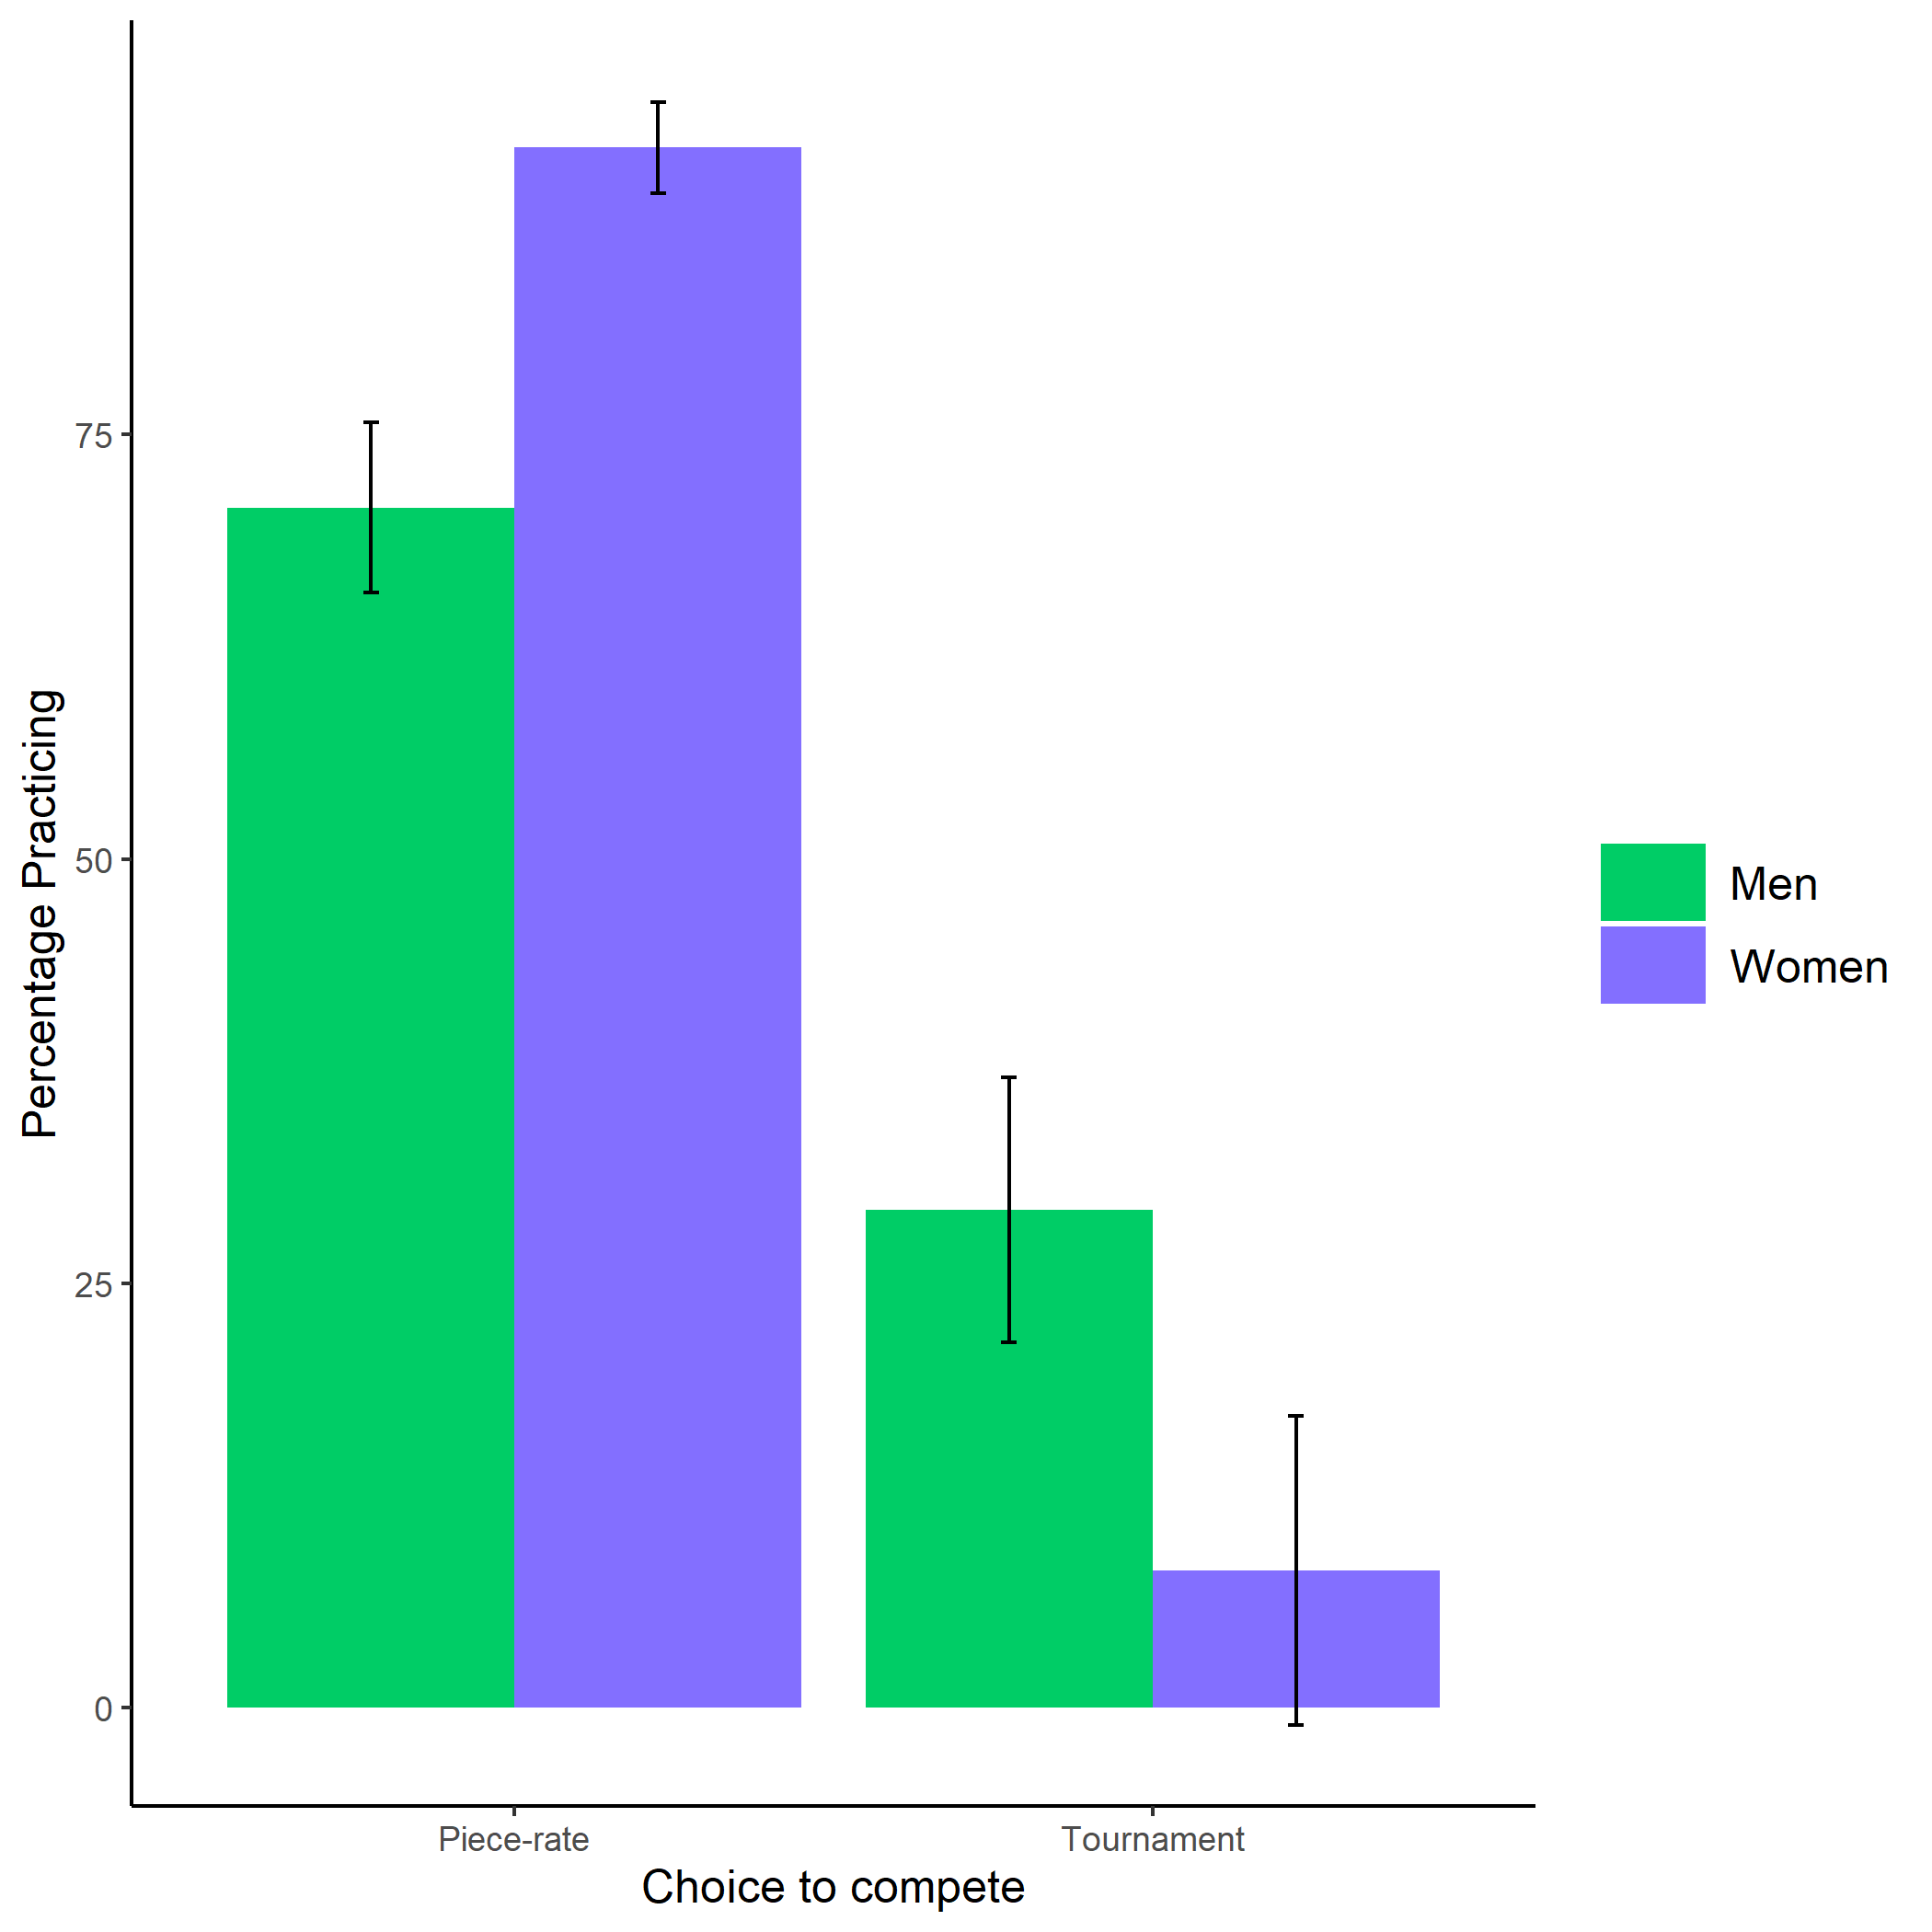 Percentage Practicing
75
50
25
0
Piece-rate
Tournament
Choice to compete
Men
Women